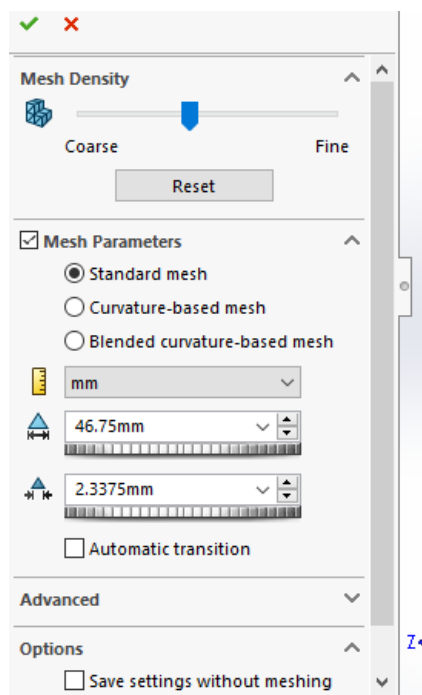 Mesh Density
Coarse Fine
Reset
Mesh Parameters
Standard mesh
Curvature-based mesh
Blended curvature-based mesh
mm
46.75mm
2.3375mm
Automatic transition
Advanced
Options
Z
Save settings without meshing